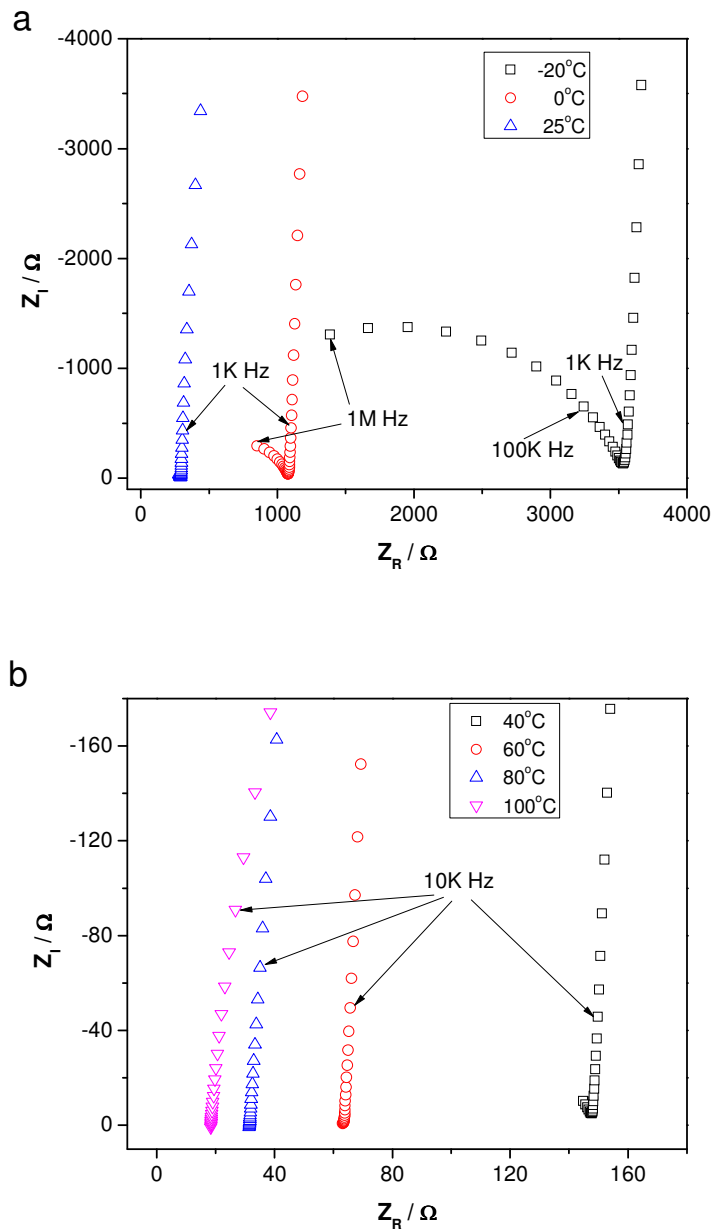 a
-4000
-3000
-2000
-1000
0
Z_I / Ω
-20°C
0°C
25°C
1K Hz
1M Hz
1K Hz
100K Hz
0 1000 2000 3000 4000
Z_R / Ω
b
-160
-120
-80
-40
0
Z_I / Ω
40°C
60°C
80°C
100°C
10K Hz
0 40 80 120 160
Z_R / Ω